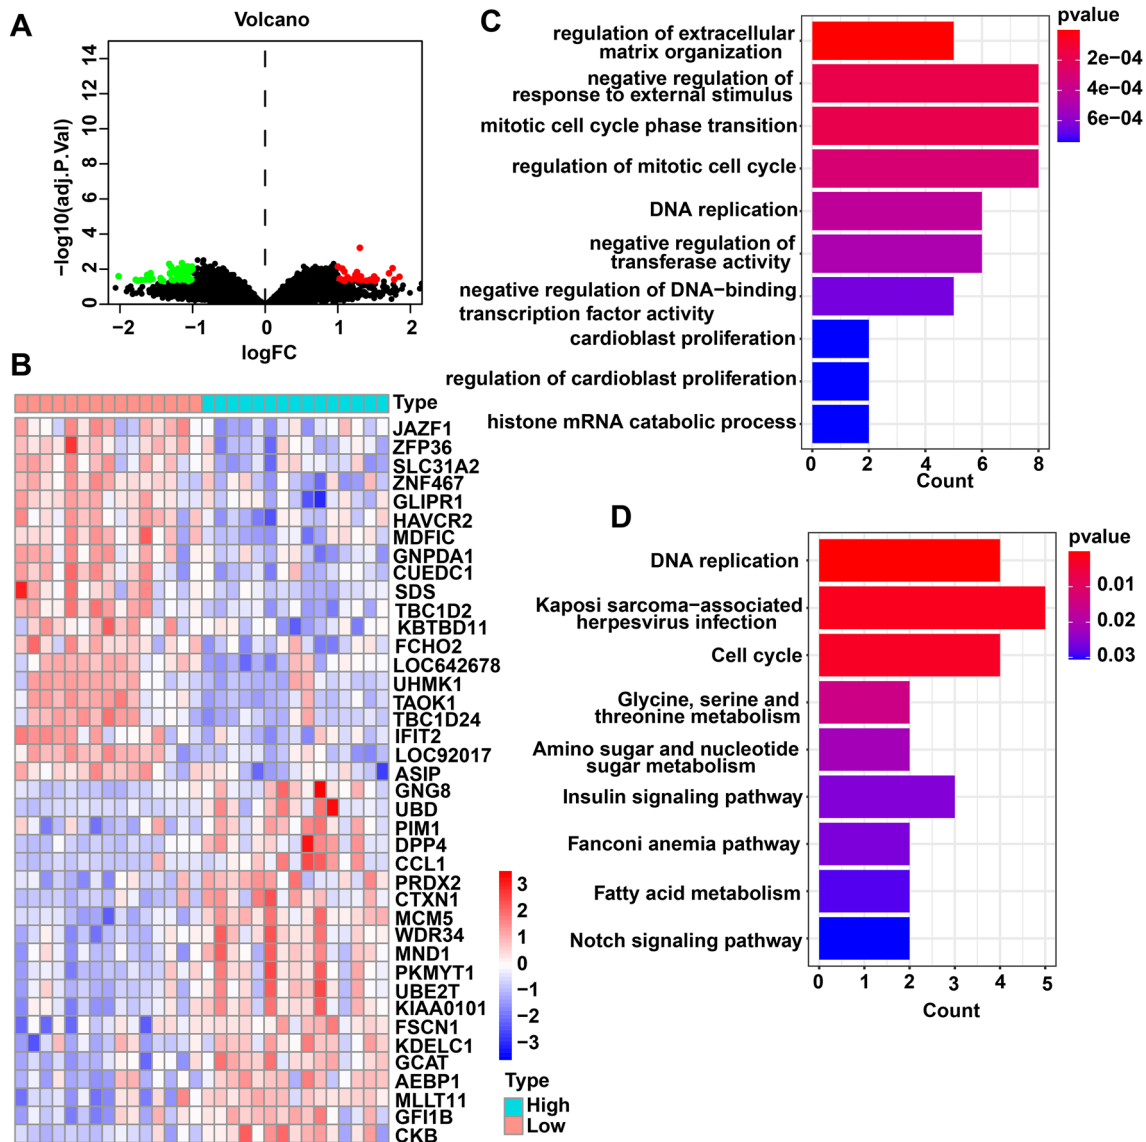 A
Volcano
−log10(adj.P.Val)
14
12
10
8
6
4
2
0
−2
−1
0
1
2
logFC
B
Type
JAZF1
ZFP36
SLC31A2
ZNF467
GLIPR1
HAVCR2
MDFIC
GNPDA1
CUEDC1
SDS
TBC1D2
KBTBD11
FCHO2
LOC642678
UHMK1
TAOK1
TBC1D24
IFIT2
LOC92017
ASIP
GNG8
UBD
PIM1
DPP4
CCL1
PRDX2
CTXN1
MCM5
WDR34
MND1
PKMYT1
UBE2T
KIAA0101
FSCN1
KDELC1
GCAT
AEBP1
MLLT11
GFI1B
CKB
3
2
1
0
−1
−2
−3
Type
High
Low
C
regulation of extracellular
matrix organization
negative regulation of
response to external stimulus
mitotic cell cycle phase transition
regulation of mitotic cell cycle
DNA replication
negative regulation of
transferase activity
negative regulation of DNA−binding
transcription factor activity
cardioblast proliferation
regulation of cardioblast proliferation
histone mRNA catabolic process
0
2
4
6
8
Count
pvalue
2e−04
4e−04
6e−04
D
DNA replication
Kaposi sarcoma−associated
herpesvirus infection
Cell cycle
Glycine, serine and
threonine metabolism
Amino sugar and nucleotide
sugar metabolism
Insulin signaling pathway
Fanconi anemia pathway
Fatty acid metabolism
Notch signaling pathway
0
1
2
3
4
5
Count
pvalue
0.01
0.02
0.03